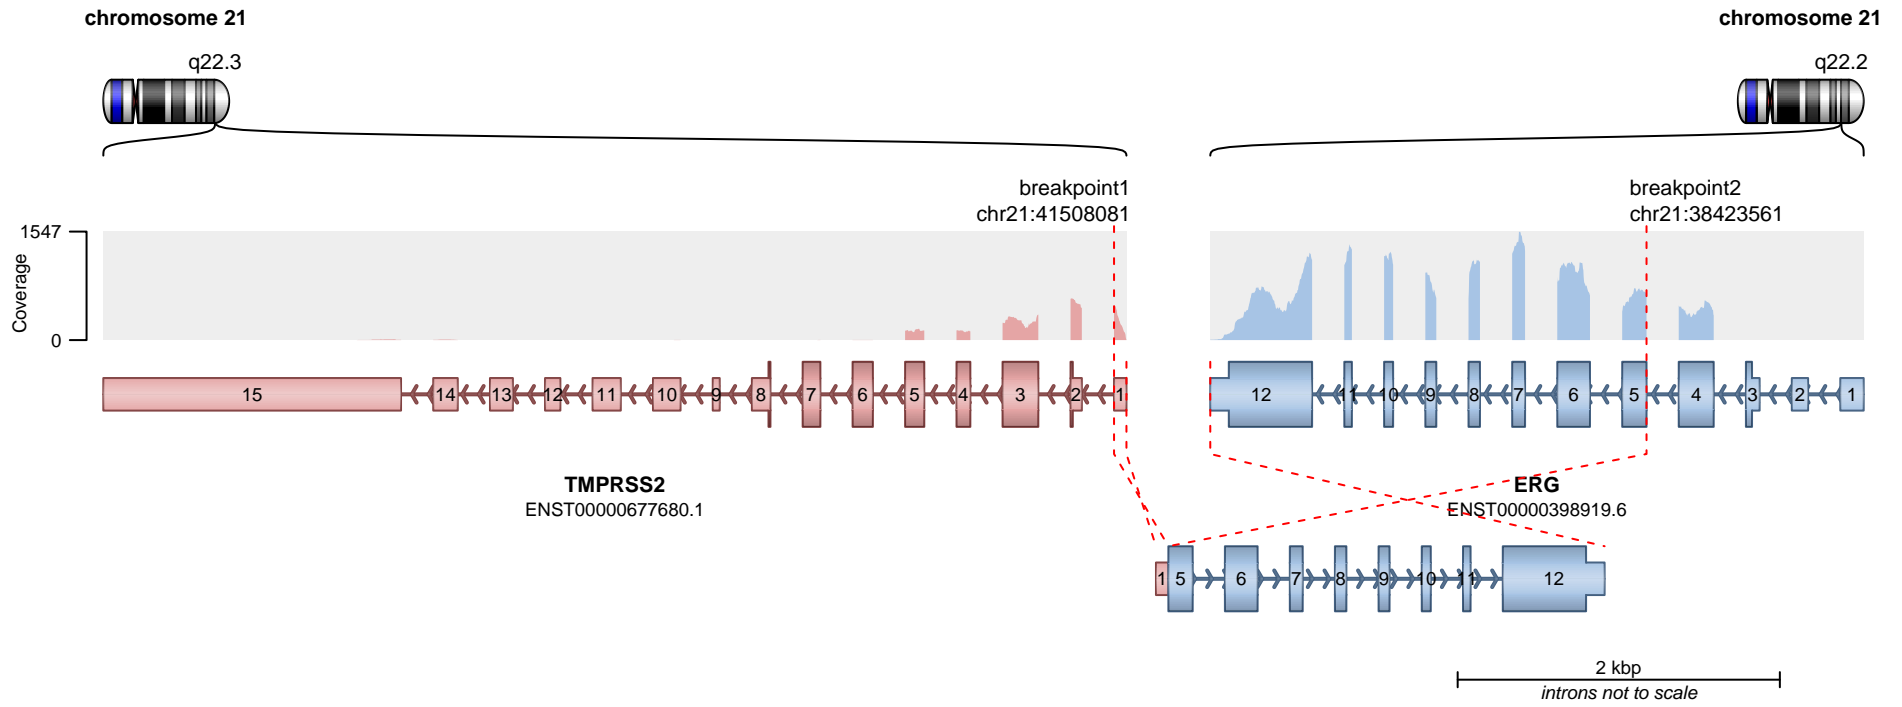 chromosome 21
chromosome 21
q22.3
q22.2
breakpoint1
chr21:41508081
breakpoint2
chr21:38423561
1547
Coverage
0
15 14 13 12 11 10 9 8 7 6 5 4 3 2 1
12 11 10 9 8 7 6 5 4 3 2 1
TMPRSS2
ENST00000677680.1
ERG
ENST00000398919.6
1 5 6 7 8 9 10 11 12
2 kbp
introns not to scale